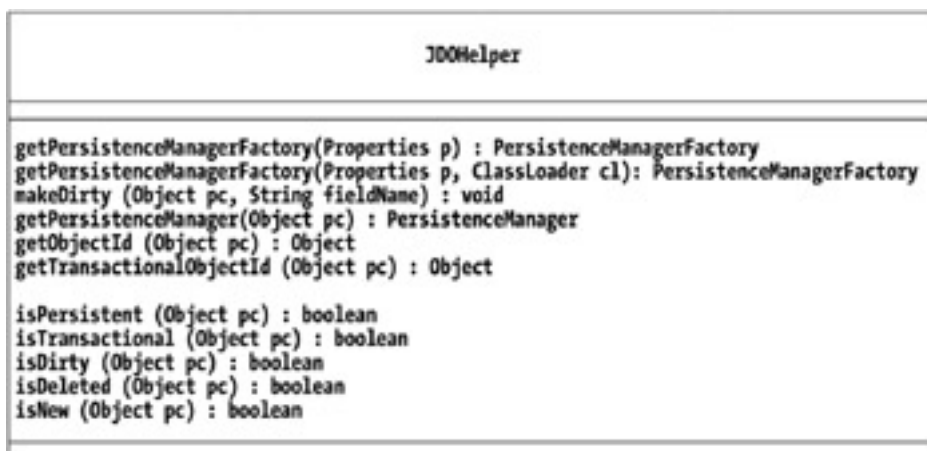 JDOHelper
getPersistenceManagerFactory(Properties p) : PersistenceManagerFactory
getPersistenceManagerFactory(Properties p, ClassLoader cl): PersistenceManagerFactory
makeDirty (Object pc, String fieldName) : void
getPersistenceManager(Object pc) : PersistenceManager
getObjectId (Object pc) : Object
getTransactionalObjectId (Object pc) : Object
isPersistent (Object pc) : boolean
isTransactional (Object pc) : boolean
isDirty (Object pc) : boolean
isDeleted (Object pc) : boolean
isNew (Object pc) : boolean